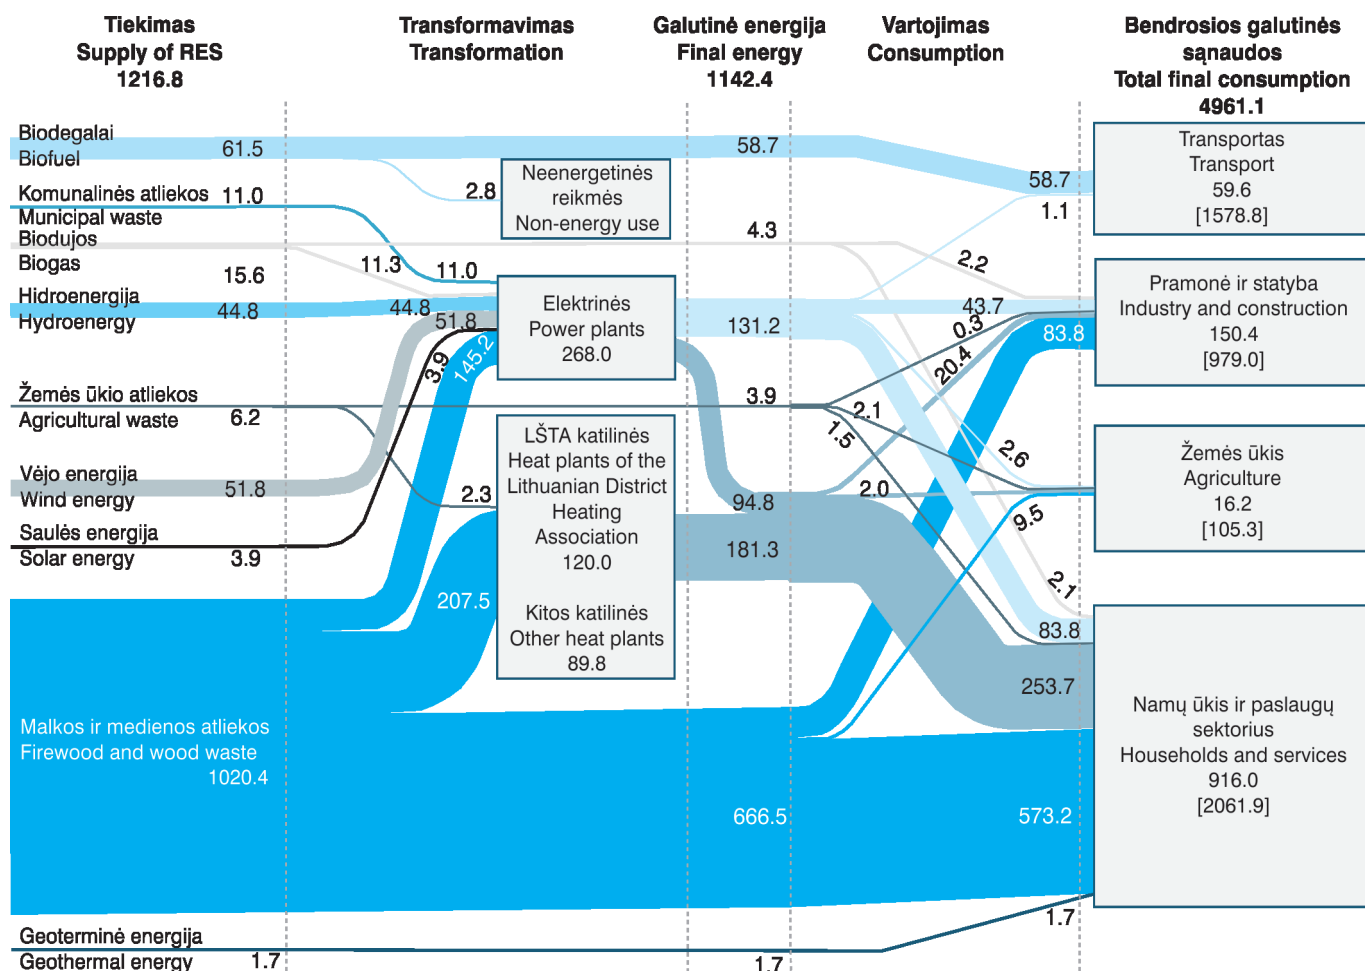 Tiekimas
Supply of RES
1216.8
Transformavimas
Transformation
Galutinė energija
Final energy
1142.4
Vartojimas
Consumption
Bendrosios galutinės
sąnaudos
Total final consumption
4961.1
Biodegalai
Biofuel
61.5
58.7
58.7
2.8
Neenergetinės
reikmės
Non-energy use
Transportas
Transport
59.6
[1578.8]
1.1
Komunalinės atliekos
Municipal waste
11.0
11.0
Biodujos
Biogas
15.6
11.3
4.3
2.2
2.1
Hidroenergija
Hydroenergy
44.8
44.8
51.8
3.9
145.2
Elektrinės
Power plants
268.0
131.2
43.7
83.8
0.3
20.4
Pramonė ir statyba
Industry and construction
150.4
[979.0]
Žemės ūkio atliekos
Agricultural waste
6.2
3.9
2.1
1.5
2.3
LŠTA katilinės
Heat plants of the
Lithuanian District
Heating
Association
120.0
Kitos katilinės
Other heat plants
89.8
2.6
2.0
9.5
Žemės ūkis
Agriculture
16.2
[105.3]
Vėjo energija
Wind energy
51.8
94.8
Saulės energija
Solar energy
3.9
181.3
207.5
83.8
253.7
Malkos ir medienos atliekos
Firewood and wood waste
1020.4
666.5
573.2
Namų ūkis ir paslaugų
sektorius
Households and services
916.0
[2061.9]
Geoterminė energija
Geothermal energy
1.7
1.7
1.7